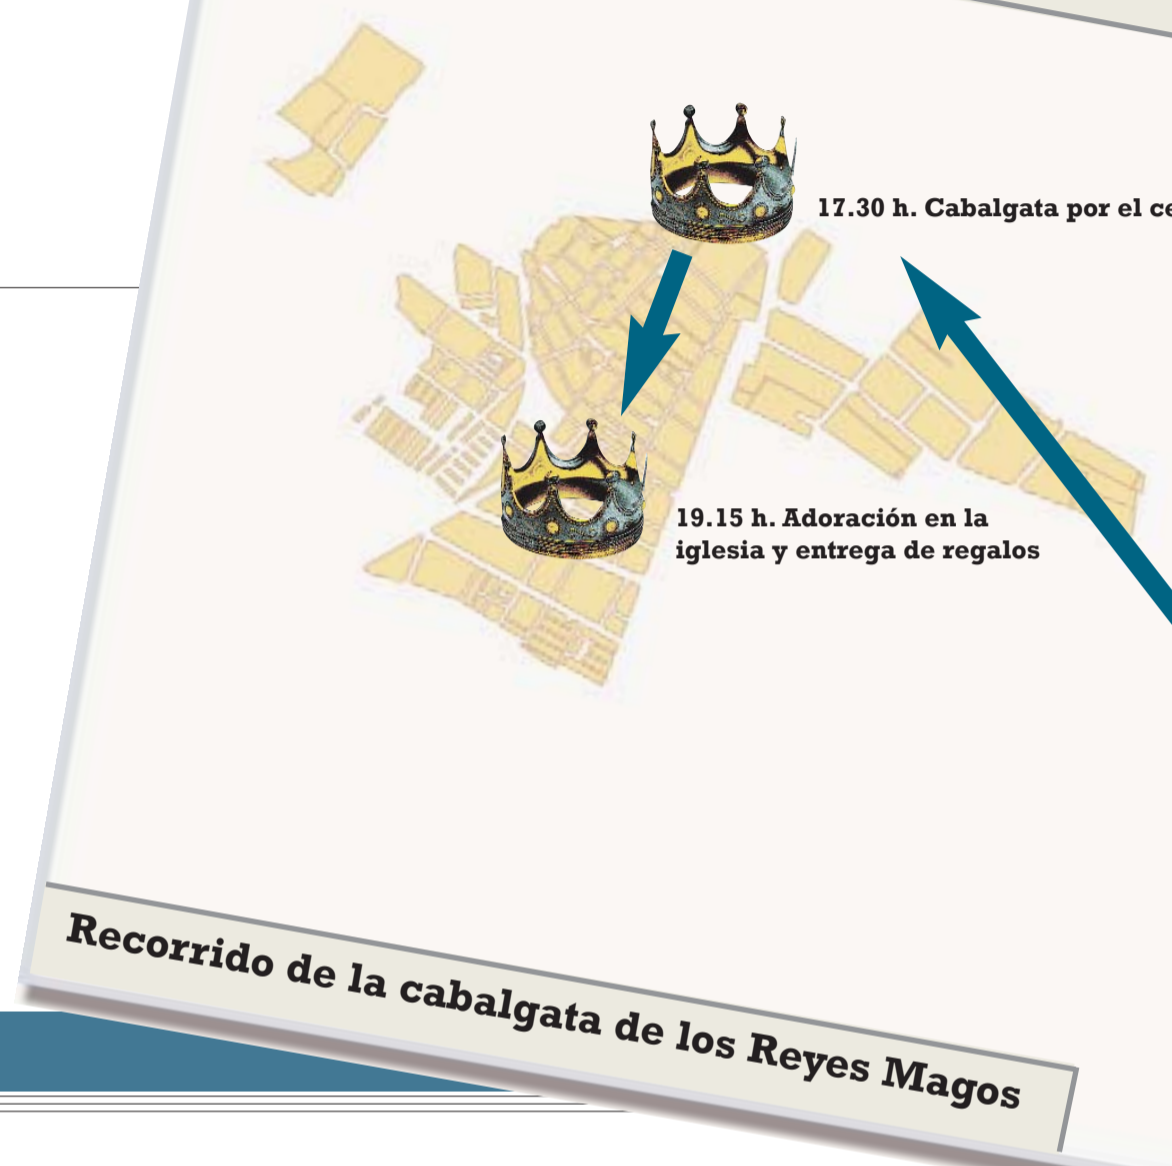 17.30 h. Cabalgata por el
19.15 h. Adoración en la
iglesia y entrega de regalos
Recorrido de la cabalgata de los Reyes Magos